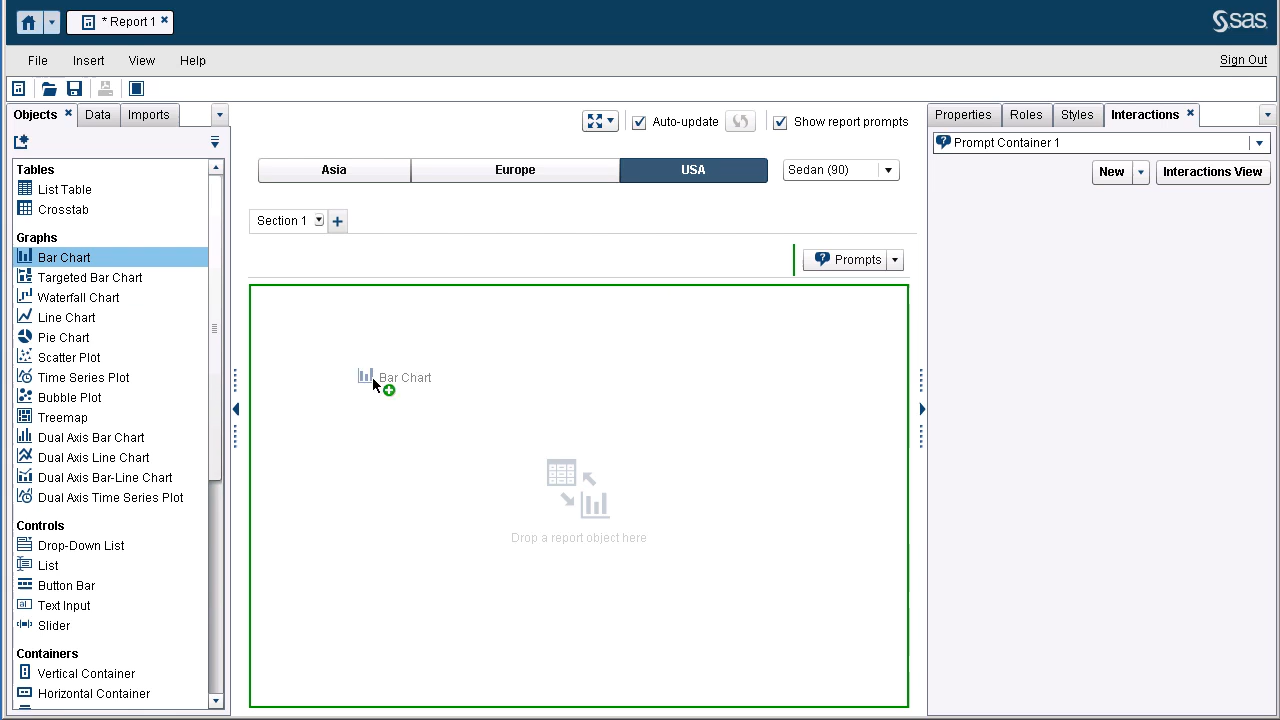 * Report 1
sas
File Insert View Help
Sign Out
Objects Data Imports
Auto-update
Show report prompts
Properties Roles Styles Interactions
Prompt Container 1
New
Interactions View
Asia Europe USA
Sedan (90)
Section 1
Prompts
Tables
List Table
Crosstab
Graphs
Bar Chart
Targeted Bar Chart
Waterfall Chart
Line Chart
Pie Chart
Scatter Plot
Time Series Plot
Bubble Plot
Treemap
Dual Axis Bar Chart
Dual Axis Line Chart
Dual Axis Bar-Line Chart
Dual Axis Time Series Plot
Controls
Drop-Down List
List
Button Bar
Text Input
Slider
Containers
Vertical Container
Horizontal Container
Bar Chart
Drop a report object here